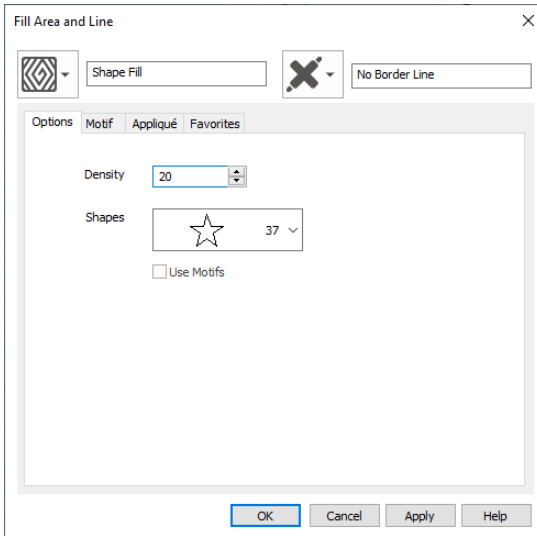 Fill Area and Line
Shape Fill
No Border Line
Options Motif Appliqué Favorites
Density 20
Shapes 37
Use Motifs
OK Cancel Apply Help